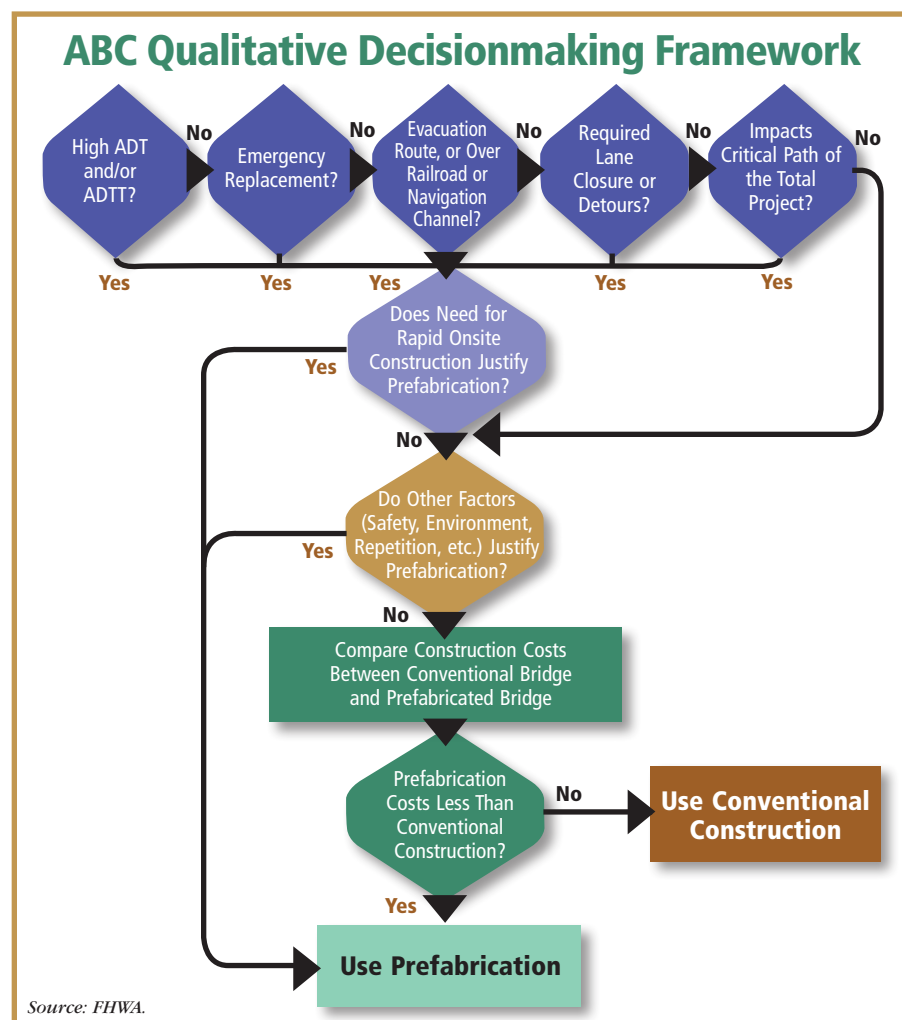 ABC Qualitative Decisionmaking Framework
High ADT
and/or
ADTT?
No
Emergency
Replacement?
No
Evacuation
Route, or Over
Railroad or
Navigation
Channel?
No
Required
Lane
Closure or
Detours?
No
Impacts
Critical Path of
the Total
Project?
No
Yes
Yes
Yes
Yes
Yes
Does Need for
Rapid Onsite
Construction Justify
Prefabrication?
Yes
No
Do Other Factors
(Safety, Environment,
Repetition, etc.) Justify
Prefabrication?
Yes
No
Compare Construction Costs
Between Conventional Bridge
and Prefabricated Bridge
Prefabrication
Costs Less Than
Conventional
Construction?
No
Use Conventional
Construction
Yes
Use Prefabrication
Source: FHWA.